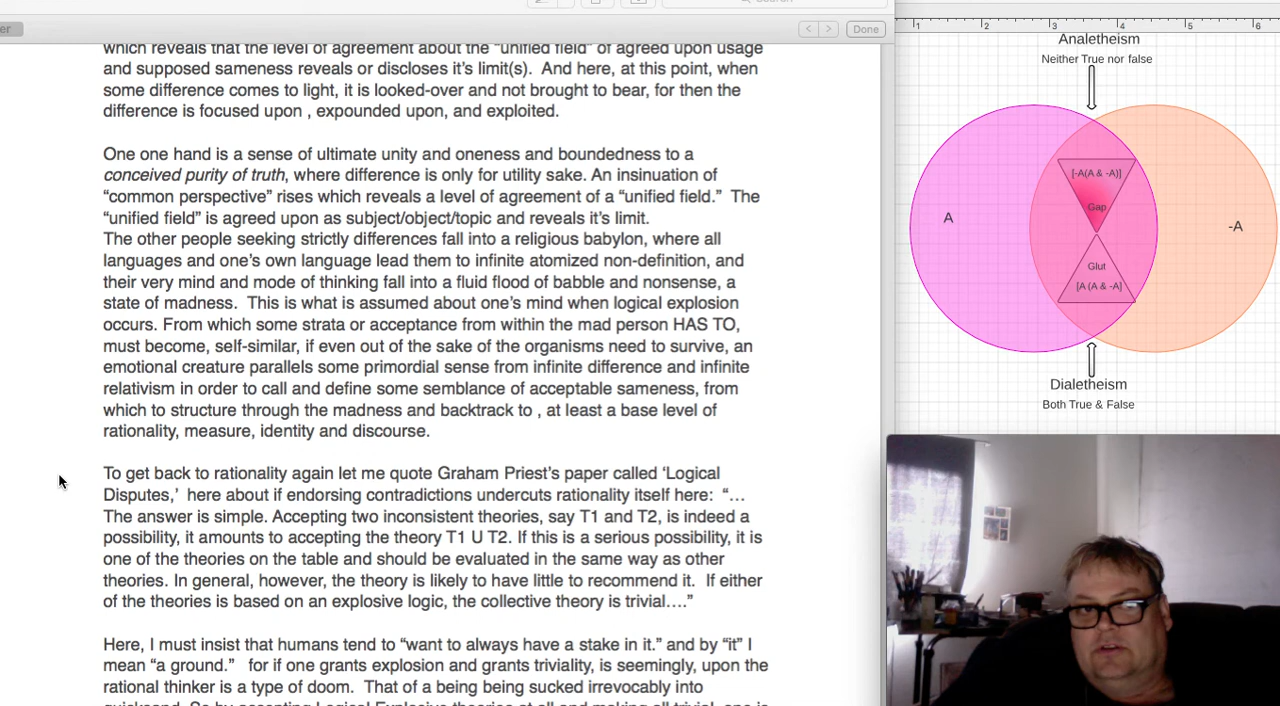 er
Done
which reveals that the level of agreement about the "unified field" of agreed upon usage
and supposed sameness reveals or discloses it's limit(s). And here, at this point, when
some difference comes to light, it is looked-over and not brought to bear, for then the
difference is focused upon , expounded upon, and exploited.
One one hand is a sense of ultimate unity and oneness and boundedness to a
conceived purity of truth, where difference is only for utility sake. An insinuation of
“common perspective” rises which reveals a level of agreement of a “unified field.” The
“unified field” is agreed upon as subject/object/topic and reveals it’s limit.
The other people seeking strictly differences fall into a religious babylon, where all
languages and one’s own language lead them to infinite atomized non-definition, and
their very mind and mode of thinking fall into a fluid flood of babble and nonsense, a
state of madness. This is what is assumed about one’s mind when logical explosion
occurs. From which some strata or acceptance from within the mad person HAS TO,
must become, self-similar, if even out of the sake of the organisms need to survive, an
emotional creature parallels some primordial sense from infinite difference and infinite
relativism in order to call and define some semblance of acceptable sameness, from
which to structure through the madness and backtrack to , at least a base level of
rationality, measure, identity and discourse.
To get back to rationality again let me quote Graham Priest’s paper called ‘Logical
Disputes,’ here about if endorsing contradictions undercuts rationality itself here: “…
The answer is simple. Accepting two inconsistent theories, say T1 and T2, is indeed a
possibility, it amounts to accepting the theory T1 U T2. If this is a serious possibility, it is
one of the theories on the table and should be evaluated in the same way as other
theories. In general, however, the theory is likely to have little to recommend it. If either
of the theories is based on an explosive logic, the collective theory is trivial….”
Here, I must insist that humans tend to “want to always have a stake in it.” and by “it” I
mean “a ground.” for if one grants explosion and grants triviality, is seemingly, upon the
rational thinker is a type of doom. That of a being being sucked irrevocably into
1 2 3 4 5 6
Analetheism
Neither True nor false
[-A(A & -A)]
Gap
A
-A
Glut
[A (A & -A]
Dialetheism
Both True & False